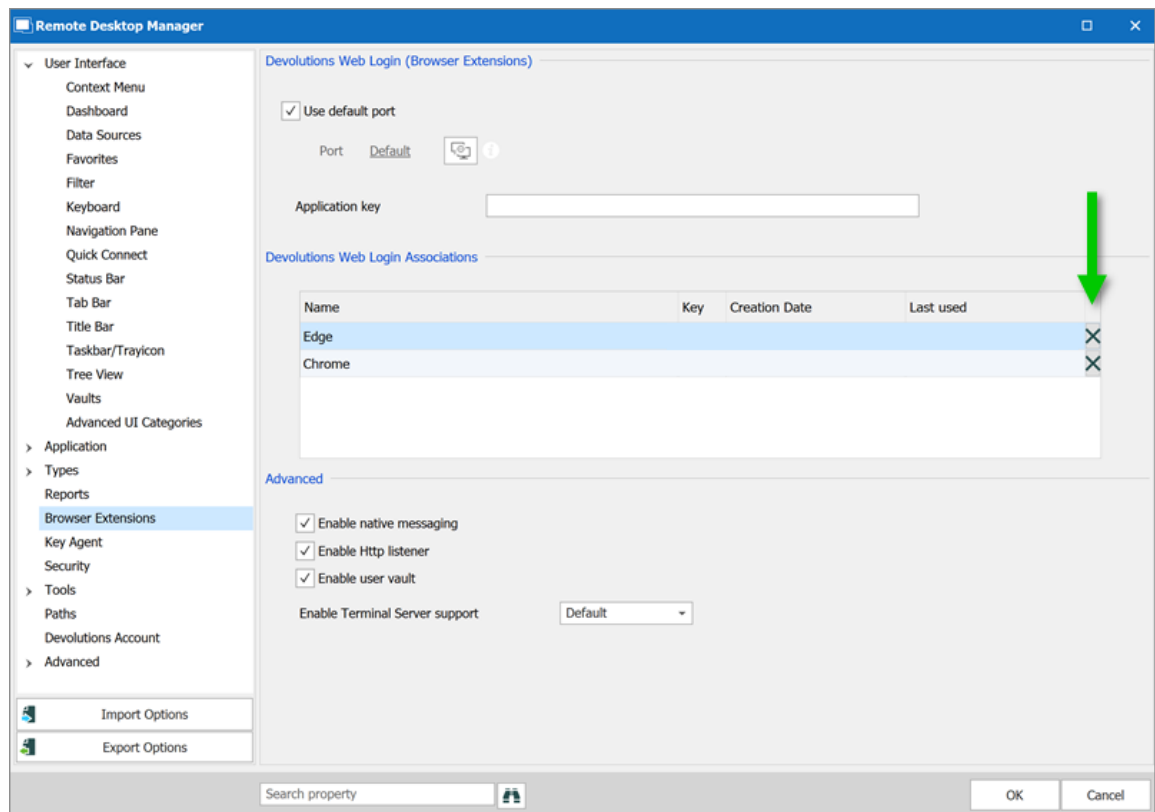 Remote Desktop Manager
User Interface
Context Menu
Dashboard
Data Sources
Favorites
Filter
Keyboard
Navigation Pane
Quick Connect
Status Bar
Tab Bar
Title Bar
Taskbar/Trayicon
Tree View
Vaults
Advanced UI Categories
Application
Types
Reports
Browser Extensions
Key Agent
Security
Tools
Paths
Devolutions Account
Advanced
Import Options
Export Options
Devolutions Web Login (Browser Extensions)
Use default port
Port Default
Application key
Devolutions Web Login Associations
Name Key Creation Date Last used
Edge
Chrome
Advanced
Enable native messaging
Enable Http listener
Enable user vault
Enable Terminal Server support Default
Search property
OK Cancel